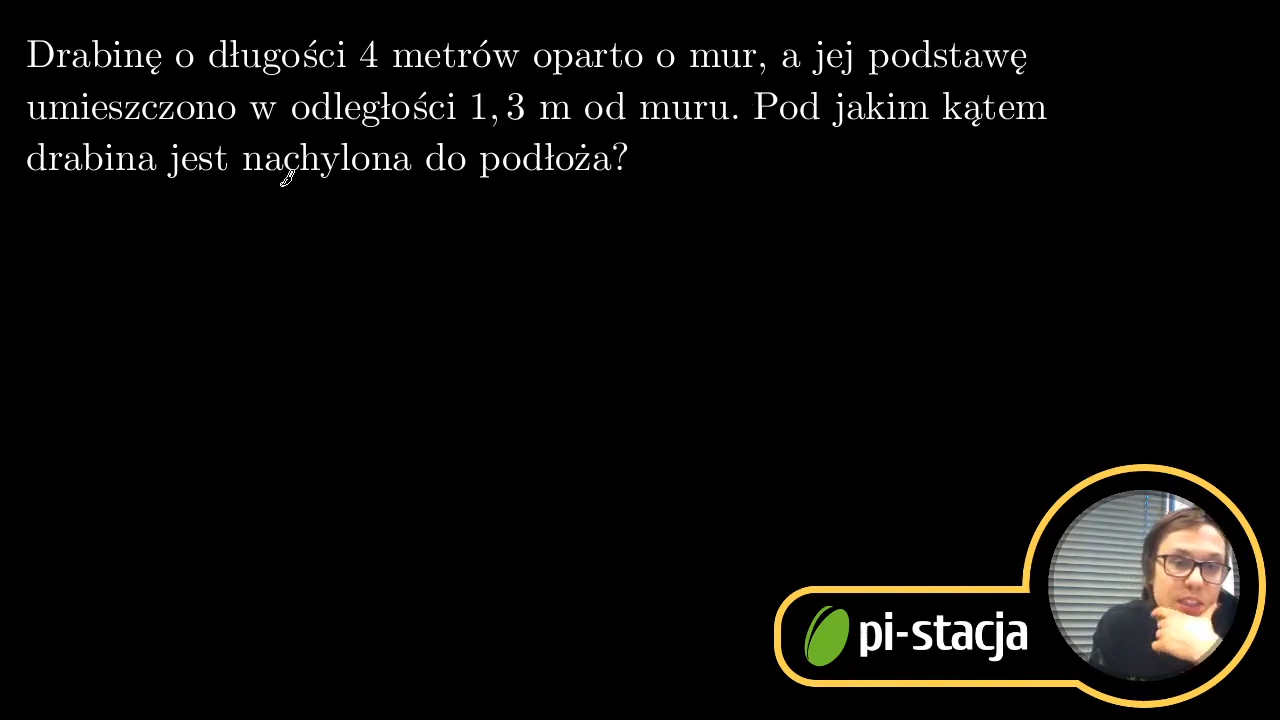 Drabinę o długości 4 metrów oparto o mur, a jej podstawę
umieszczono w odległości 1,3 m od muru. Pod jakim kątem
drabina jest nachylona do podłoża?
pi-stacja